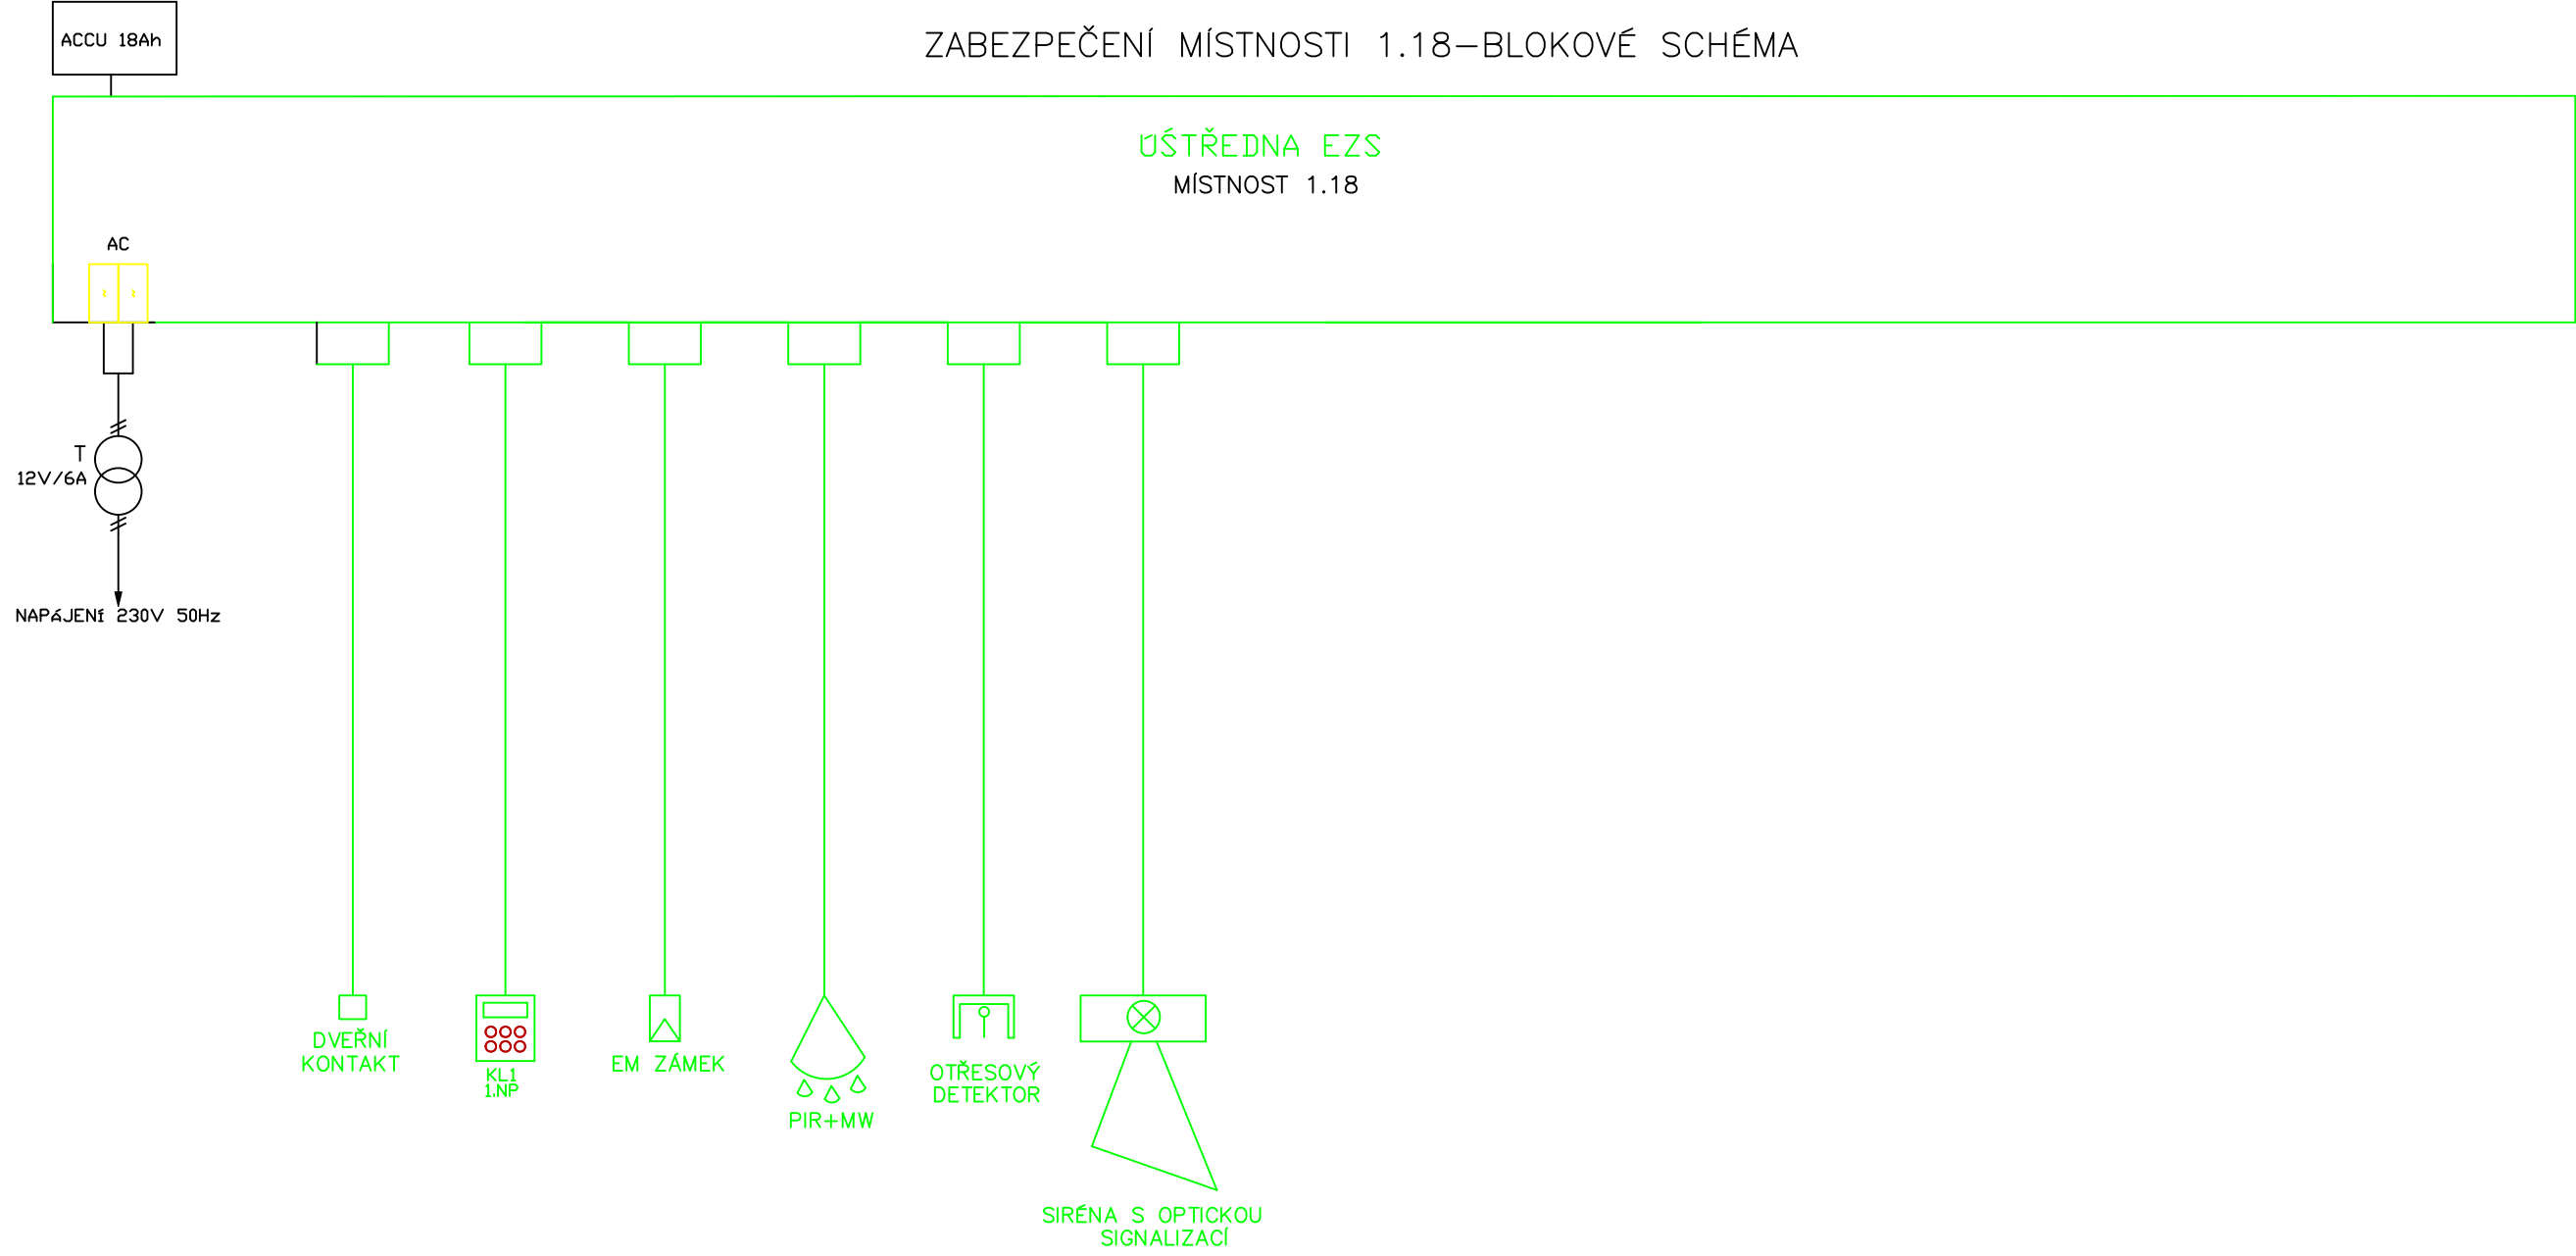 ACCU 18Ah
ZABEZPEČENÍ MÍSTNOSTI 1.18-BLOKOVÉ SCHÉMA
ÚŚTŘEDNA EZS
MÍSTNOST 1.18
AC
T
12V/6A
NAPÁJENÍ 230V 50Hz
DVEŘNÍ
KONTAKT
KL1
1.NP
EM ZÁMEK
PIR+MW
OTŘESOVÝ
DETEKTOR
SIRÉNA S OPTICKOU
SIGNALIZACÍ